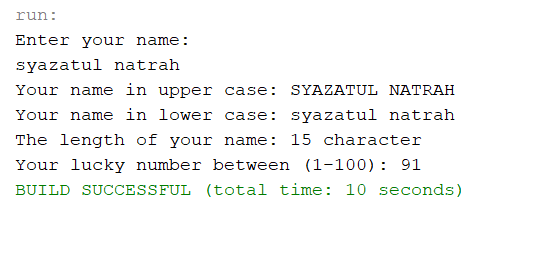 run:
Enter your name:
syazatul natrah
Your name in upper case: SYAZATUL NATRAH
Your name in lower case: syazatul natrah
The length of your name: 15 character
Your lucky number between (1-100): 91
BUILD SUCCESSFUL (total time: 10 seconds)